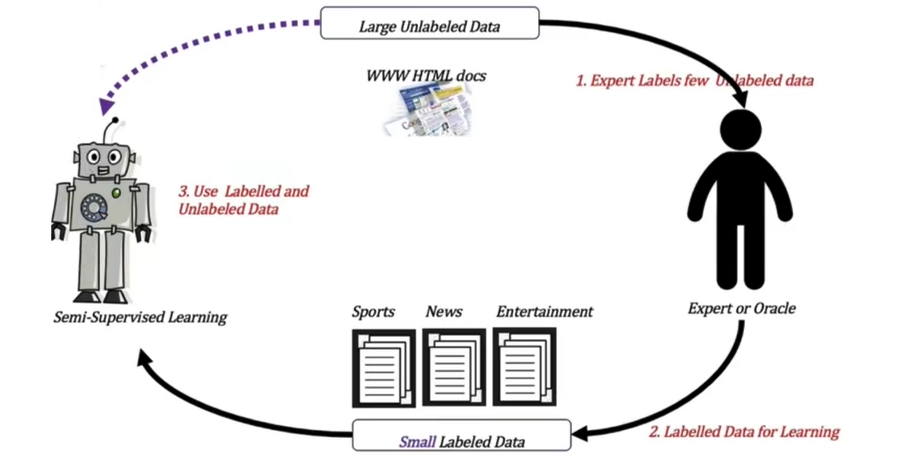 Large Unlabeled Data
WWW HTML docs
1. Expert Labels few Unlabeled data
3. Use Labelled and
Unlabeled Data
Semi-Supervised Learning
Sports
News
Entertainment
Expert or Oracle
Small Labeled Data
2. Labelled Data for Learning